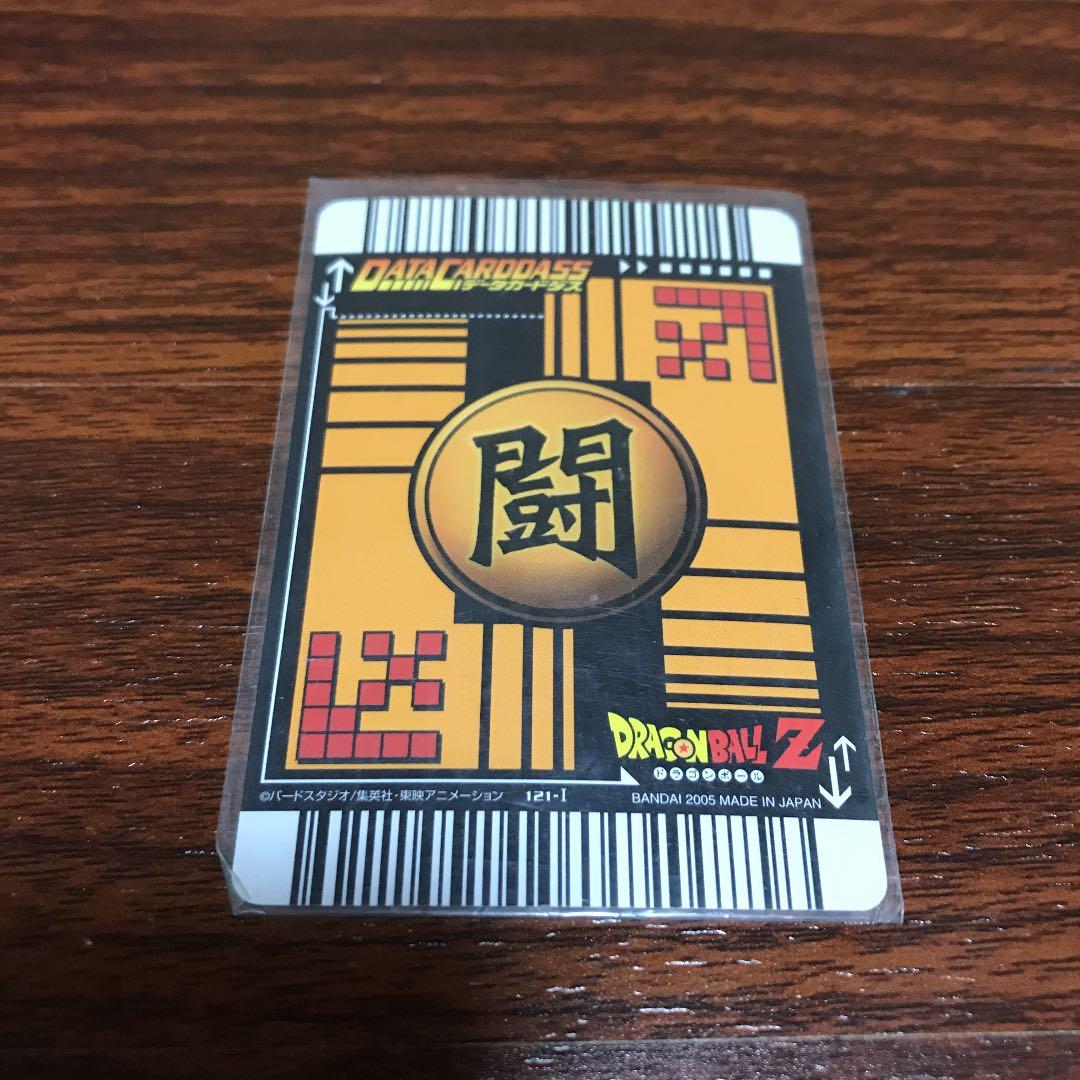 DATA CARDDASS
データカードダス
闘
DRAGON BALL Z
ドラゴンボール
©バードスタジオ/集英社・東映アニメーション 121-I BANDAI 2005 MADE IN JAPAN